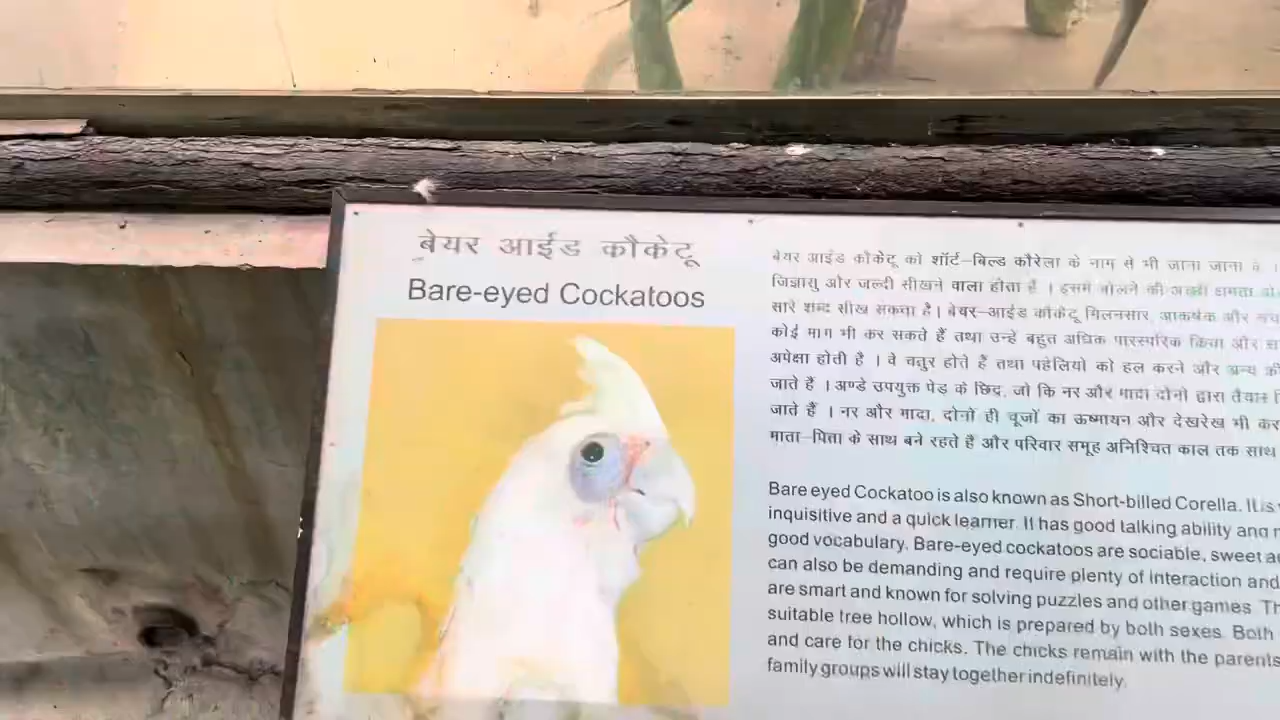 बेयर आईड कौकेटू
Bare-eyed Cockatoos
बेयर आईड कौकेटू को शॉर्ट-बिल्ड कौरेला के नाम से भी जाना जाता
जिज्ञासु और जल्दी सीखने वाला होता है । इसमें बोलने की अच्छी क्षमता
सारे शब्द सीख सकता है । बेयर-आईड कौकेटू मिलनसार, आकर्षक और
कोई मांग भी कर सकते हैं तथा उन्हें बहुत अधिक पारस्परिक क्रिया और
अपेक्षा होती है । वे चतुर होते हैं तथा पहेलियों को हल करने और अन्य
जाते हैं । अण्डे उपयुक्त पेड़ के छिद्र, जो कि नर और मादा दोनों द्वारा तैयार
जाते हैं । नर और मादा, दोनों ही चूजों का ऊष्मायन और देखरेख भी
माता-पिता के साथ बने रहते हैं और परिवार समूह अनिश्चित काल तक साथ
Bare eyed Cockatoo is also known as Short-billed Corella. It is
inquisitive and a quick learner. It has good talking ability and
good vocabulary. Bare-eyed cockatoos are sociable, sweet
can also be demanding and require plenty of interaction and
are smart and known for solving puzzles and other games.
suitable tree hollow, which is prepared by both sexes. Both
and care for the chicks. The chicks remain with the parents
family groups will stay together indefinitely.